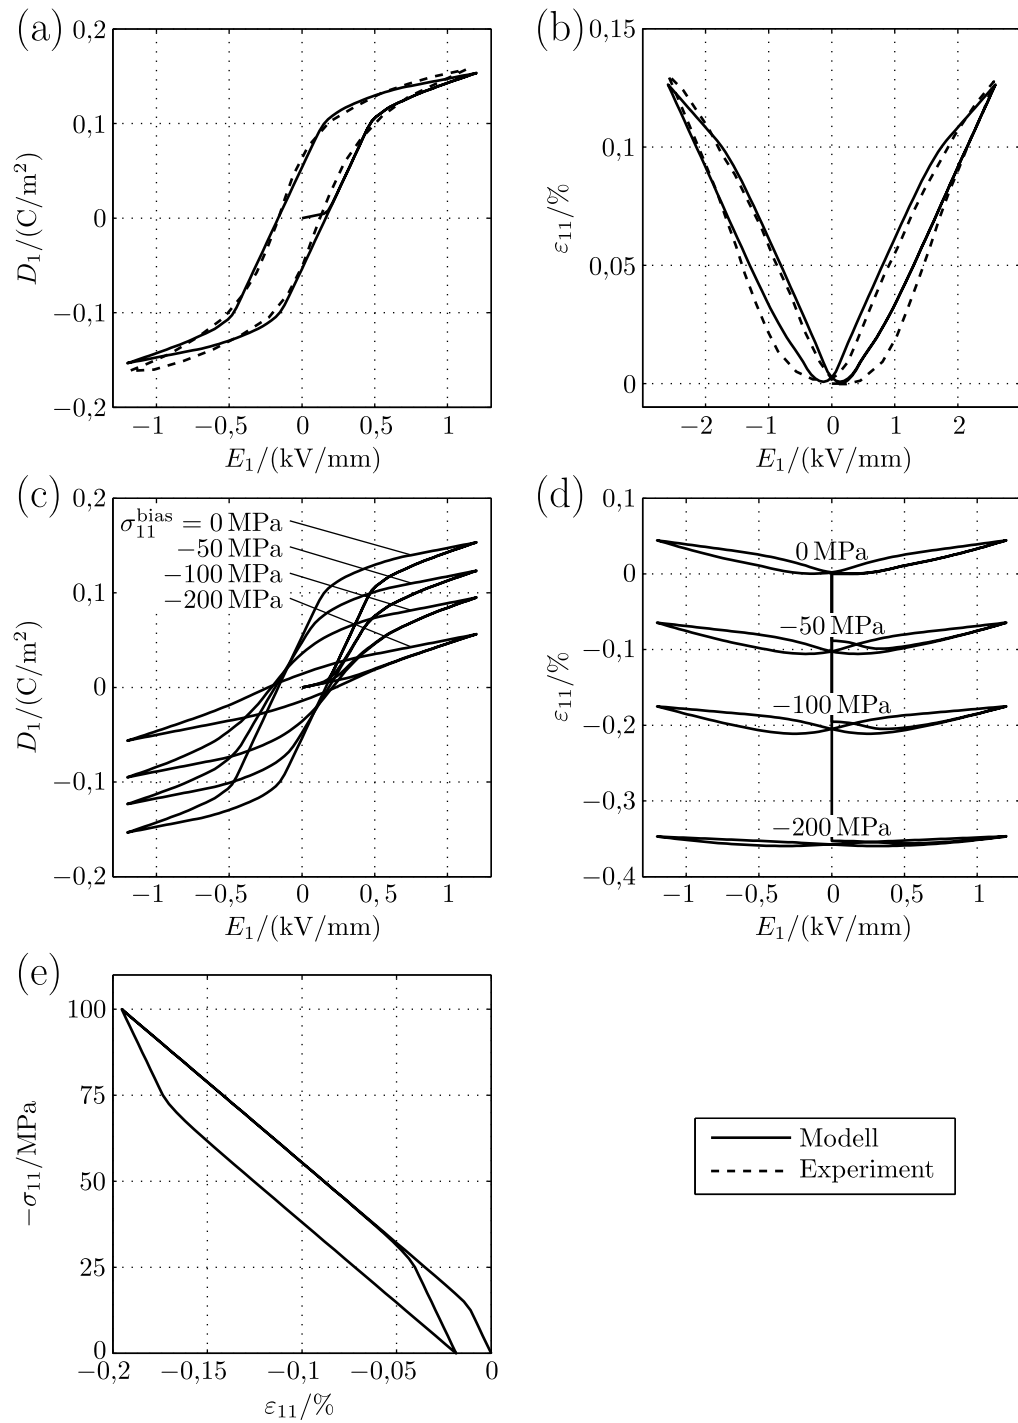 (a)
0,2
0,1
0
−0,1
−0,2
D₁/(C/m²)
−1 −0,5 0 0,5 1
E₁/(kV/mm)
(b)
0,15
0,10
0,05
0
ε₁₁/%
−2 −1 0 1 2
E₁/(kV/mm)
(c)
0,2
0,1
0
−0,1
−0,2
D₁/(C/m²)
σ₁₁ᵇⁱᵃˢ = 0 MPa
−50 MPa
−100 MPa
−200 MPa
−1 −0,5 0 0,5 1
E₁/(kV/mm)
(d)
0,1
0
−0,1
−0,2
−0,3
−0,4
ε₁₁/%
0 MPa
−50 MPa
−100 MPa
−200 MPa
−1 −0,5 0 0,5 1
E₁/(kV/mm)
(e)
100
75
50
25
0
−σ₁₁/MPa
−0,2 −0,15 −0,1 −0,05 0
ε₁₁/%
Modell
Experiment